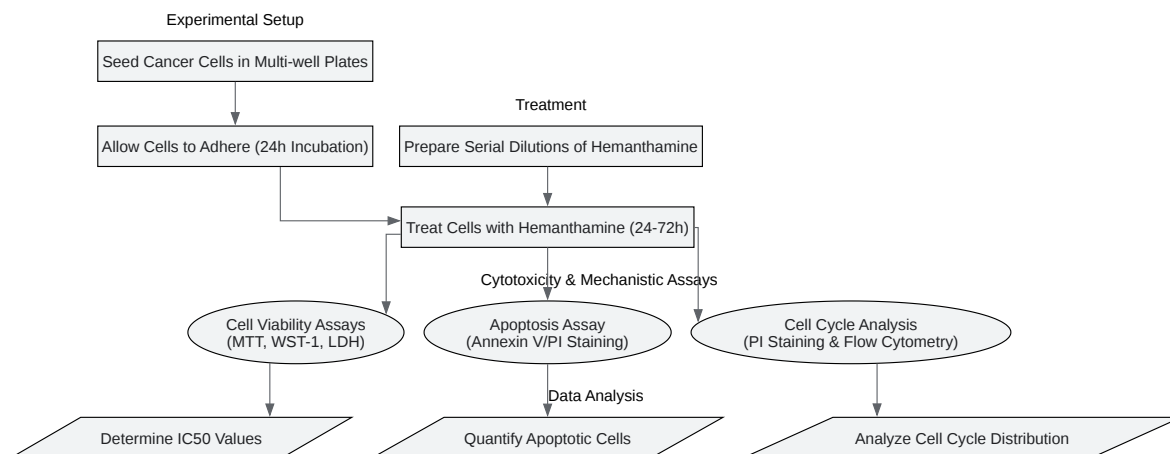 Experimental Setup
Seed Cancer Cells in Multi-well Plates
Treatment
Allow Cells to Adhere (24h Incubation)
Prepare Serial Dilutions of Hemanthamine
Treat Cells with Hemanthamine (24-72h)
Cytotoxicity & Mechanistic Assays
Cell Viability Assays
(MTT, WST-1, LDH)
Apoptosis Assay
(Annexin V/PI Staining)
Cell Cycle Analysis
(PI Staining & Flow Cytometry)
Data Analysis
Determine IC50 Values
Quantify Apoptotic Cells
Analyze Cell Cycle Distribution